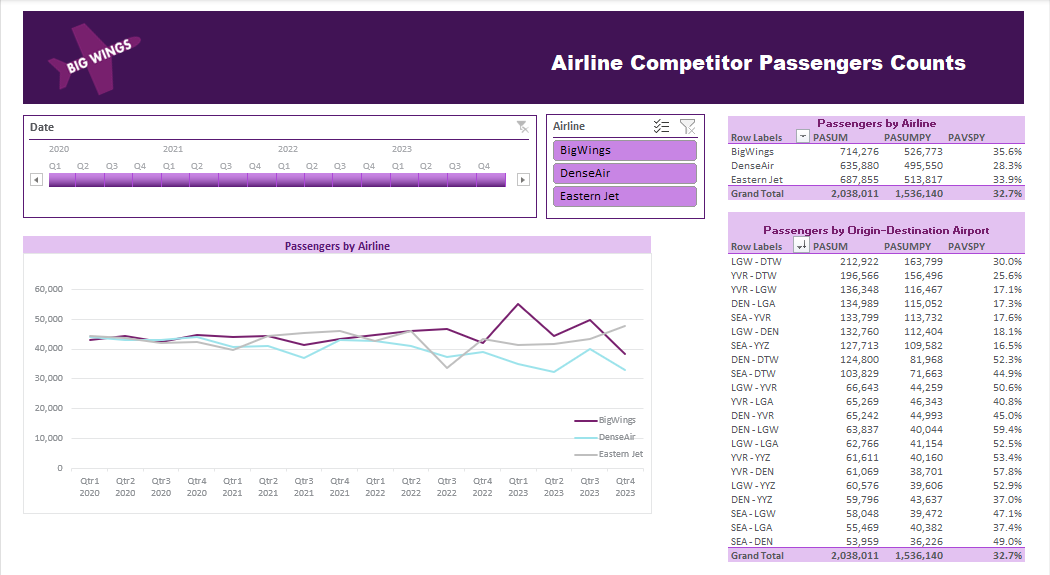 BIG WINGS
Airline Competitor Passengers Counts
Date
2020 2021 2022 2023
Q1 Q2 Q3 Q4 Q1 Q2 Q3 Q4 Q1 Q2 Q3 Q4 Q1 Q2 Q3 Q4
Airline
BigWings
DenseAir
Eastern Jet
Passengers by Airline
Row Labels PASUM PASUMPY PAVSPY
BigWings 714,276 526,773 35.6%
DenseAir 635,880 495,550 28.3%
Eastern Jet 687,855 513,817 33.9%
Grand Total 2,038,011 1,536,140 32.7%
Passengers by Airline
60,000
50,000
40,000
30,000
20,000
10,000
0
BigWings
DenseAir
Eastern Jet
Qtr1 Qtr2 Qtr3 Qtr4 Qtr1 Qtr2 Qtr3 Qtr4 Qtr1 Qtr2 Qtr3 Qtr4 Qtr1 Qtr2 Qtr3 Qtr4
2020 2020 2020 2020 2021 2021 2021 2021 2022 2022 2022 2022 2023 2023 2023 2023
Passengers by Origin-Destination Airport
Row Labels PASUM PASUMPY PAVSPY
LGW - DTW 212,922 163,799 30.0%
YVR - DTW 196,566 156,496 25.6%
YVR - LGW 136,348 116,467 17.1%
DEN - LGA 134,989 115,052 17.3%
SEA - YVR 133,799 113,732 17.6%
LGW - DEN 132,760 112,404 18.1%
SEA - YYZ 127,713 109,582 16.5%
DEN - DTW 124,800 81,968 52.3%
SEA - DTW 103,829 71,663 44.9%
LGW - YVR 66,643 44,259 50.6%
YVR - LGA 65,269 46,343 40.8%
DEN - YVR 65,242 44,993 45.0%
DEN - LGW 63,837 40,044 59.4%
LGW - LGA 62,766 41,154 52.5%
YVR - YYZ 61,611 40,160 53.4%
YVR - DEN 61,069 38,701 57.8%
LGW - YYZ 60,576 39,606 52.9%
DEN - YYZ 59,796 43,637 37.0%
SEA - LGW 58,048 39,472 47.1%
SEA - LGA 55,469 40,382 37.4%
SEA - DEN 53,959 36,226 49.0%
Grand Total 2,038,011 1,536,140 32.7%